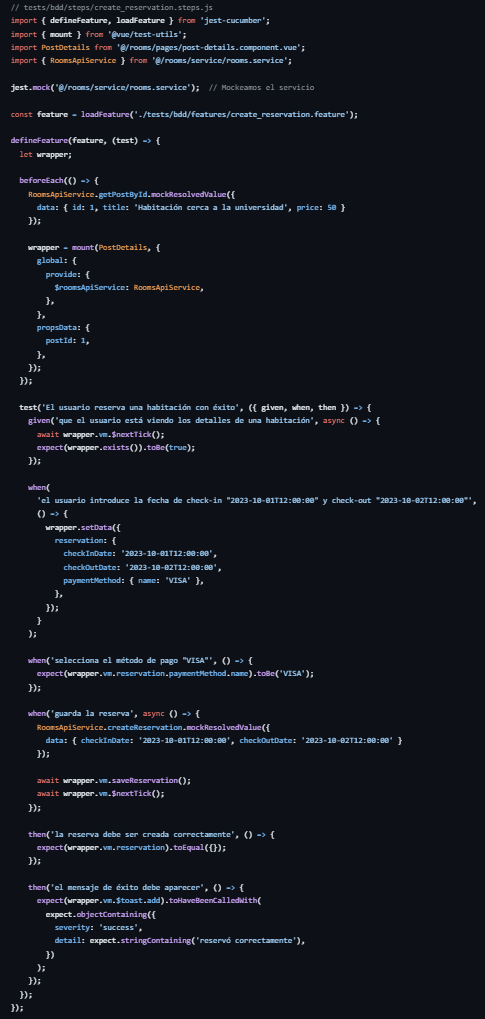 // tests/bdd/steps/create_reservation.steps.js
import { defineFeature, loadFeature } from 'jest-cucumber';
import { mount } from '@vue/test-utils';
import PostDetails from '@/rooms/pages/post-details.component.vue';
import { RoomsApiService } from '@/rooms/service/rooms.service';

jest.mock('@/rooms/service/rooms.service');  // Mockeamos el servicio

const feature = loadFeature('./tests/bdd/features/create_reservation.feature');

defineFeature(feature, (test) => {
  let wrapper;

  beforeEach(() => {
    RoomsApiService.getPostById.mockResolvedValue({
      data: { id: 1, title: 'Habitación cerca a la universidad', price: 50 }
    });

    wrapper = mount(PostDetails, {
      global: {
        provide: {
          $roomsApiService: RoomsApiService,
        },
      },
      propsData: {
        postId: 1,
      },
    });
  });

  test('El usuario reserva una habitación con éxito', ({ given, when, then }) => {
    given('que el usuario está viendo los detalles de una habitación', async () => {
      await wrapper.vm.$nextTick();
      expect(wrapper.exists()).toBe(true);
    });

    when(
      'el usuario introduce la fecha de check-in "2023-10-01T12:00:00" y check-out "2023-10-02T12:00:00"',
      () => {
        wrapper.setData({
          reservation: {
            checkInDate: '2023-10-01T12:00:00',
            checkOutDate: '2023-10-02T12:00:00',
            paymentMethod: { name: 'VISA' },
          },
        });
      }
    );

    when('selecciona el método de pago "VISA"', () => {
      expect(wrapper.vm.reservation.paymentMethod.name).toBe('VISA');
    });

    when('guarda la reserva', async () => {
      RoomsApiService.createReservation.mockResolvedValue({
        data: { checkInDate: '2023-10-01T12:00:00', checkOutDate: '2023-10-02T12:00:00' }
      });

      await wrapper.vm.saveReservation();
      await wrapper.vm.$nextTick();
    });

    then('la reserva debe ser creada correctamente', () => {
      expect(wrapper.vm.reservation).toEqual({});
    });

    then('el mensaje de éxito debe aparecer', () => {
      expect(wrapper.vm.$toast.add).toHaveBeenCalledWith(
        expect.objectContaining({
          severity: 'success',
          detail: expect.stringContaining('reservó correctamente'),
        })
      );
    });
  });
});